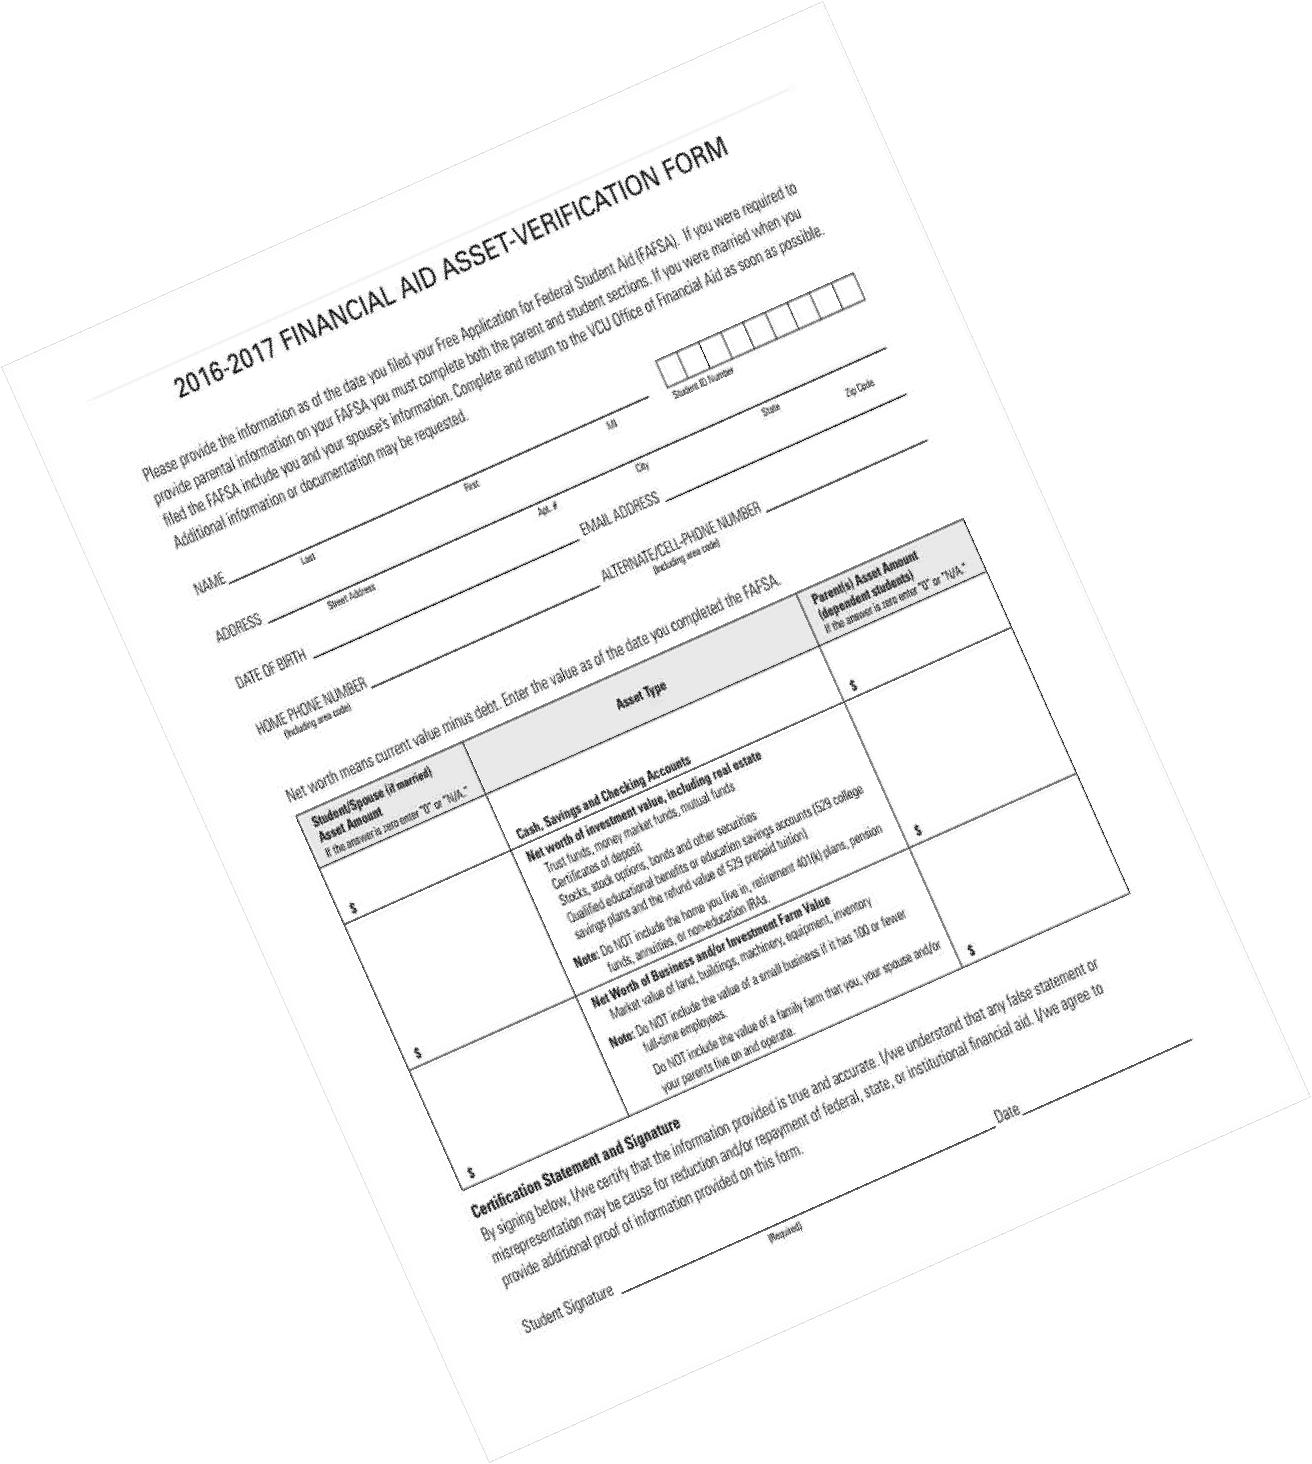 2016-2017 FINANCIAL AID ASSET-VERIFICATION FORM
Please provide the information as of the date you filed your Free Application for Federal Student Aid (FAFSA). If you were required to
provide parental information on your FAFSA you must complete both the parent and student sections. If you were married when you
filed the FAFSA include you and your spouse's information. Complete and return to the VCU Office of Financial Aid as soon as possible.
Additional information or documentation may be requested.
Student ID Number
NAME
Last First MI
ADDRESS
Street Address Apt. # City State Zip Code
DATE OF BIRTH EMAIL ADDRESS
HOME PHONE NUMBER ALTERNATE/CELL-PHONE NUMBER
(Including area code) (Including area code)
Net worth means current value minus debt. Enter the value as of the date you completed the FAFSA.
Student/Spouse (if married)
Asset Amount
If the answer is zero enter "0" or "N/A."
Asset Type
Parent(s) Asset Amount
(dependent students)
If the answer is zero enter "0" or "N/A."
$
Cash, Savings and Checking Accounts
$
$
Net worth of investment value, including real estate
Trust funds, money market funds, mutual funds
Certificates of deposit
Stocks, stock options, bonds and other securities
Qualified educational benefits or education savings accounts (529 college
savings plans and the refund value of 529 prepaid tuition)
Note: Do NOT include the home you live in, retirement 401(k) plans, pension
funds, annuities, or non-education IRAs.
$
$
Net Worth of Business and/or Investment Farm Value
Market value of land, buildings, machinery, equipment, inventory
Note: Do NOT include the value of a small business if it has 100 or fewer
full-time employees.
Do NOT include the value of a family farm that you, your spouse and/or
your parents live on and operate.
$
Certification Statement and Signature
By signing below, I/we certify that the information provided is true and accurate. I/we understand that any false statement or
misrepresentation may be cause for reduction and/or repayment of federal, state, or institutional financial aid. I/we agree to
provide additional proof of information provided on this form.
Student Signature Date
(Required)